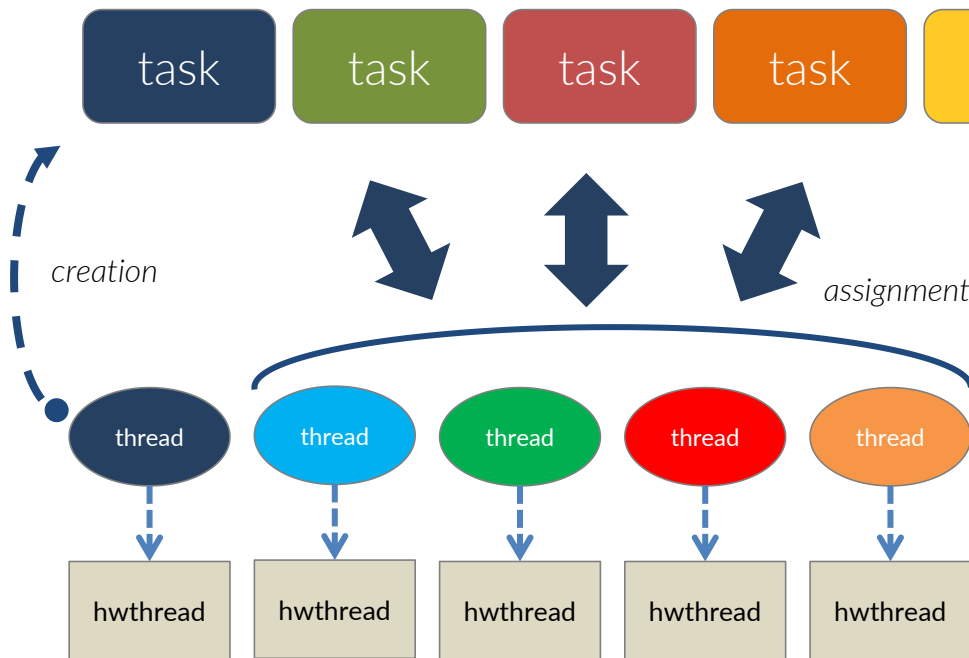 task task task task
creation
assignment
thread thread thread thread thread
hwthread hwthread hwthread hwthread hwthread